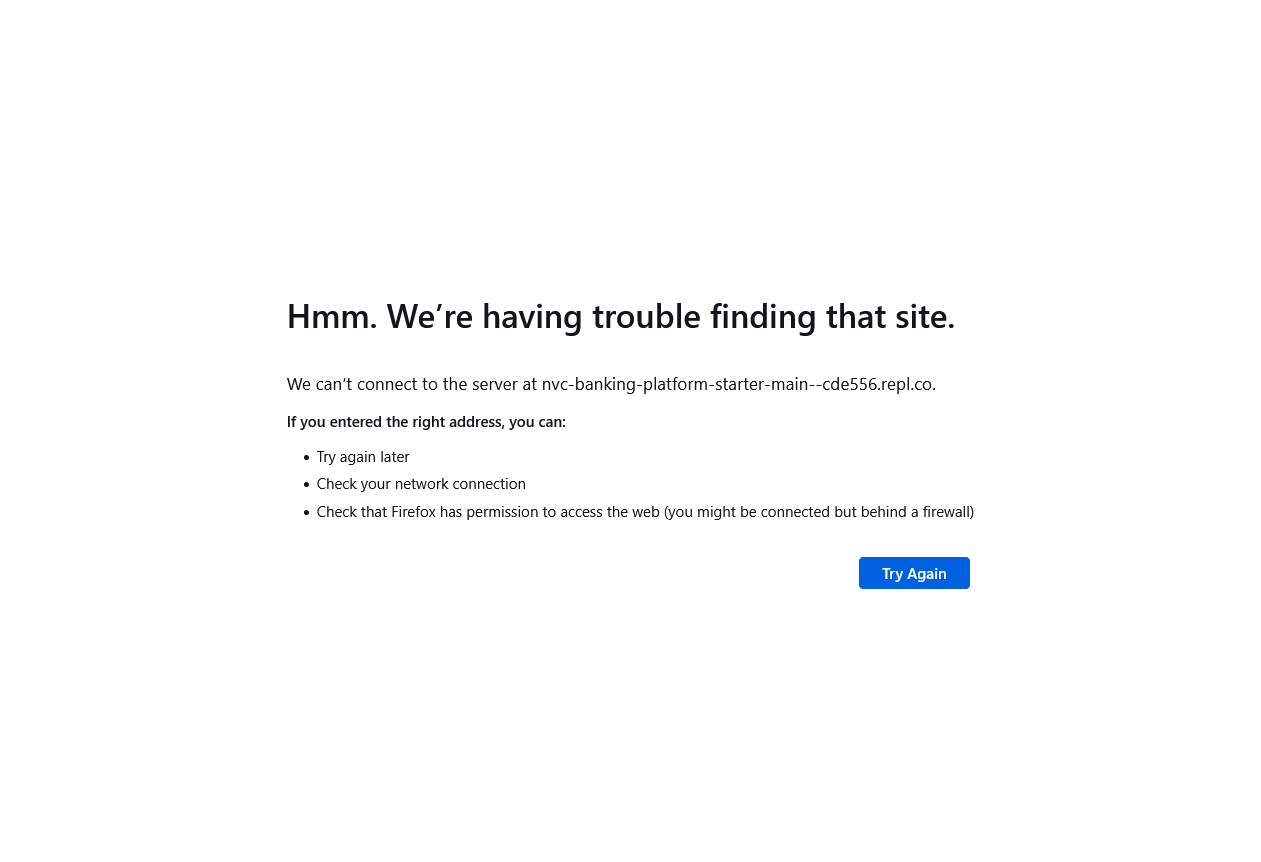 Hmm. We’re having trouble finding that site.
We can’t connect to the server at nvc-banking-platform-starter-main--cde556.repl.co.
If you entered the right address, you can:
• Try again later
• Check your network connection
• Check that Firefox has permission to access the web (you might be connected but behind a firewall)
Try Again